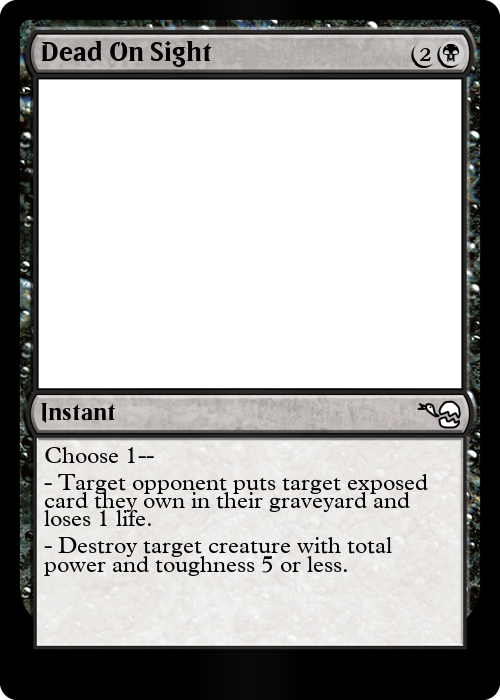 Dead On Sight
2
Instant
Choose 1--
- Target opponent puts target exposed
card they own in their graveyard and
loses 1 life.
- Destroy target creature with total
power and toughness 5 or less.